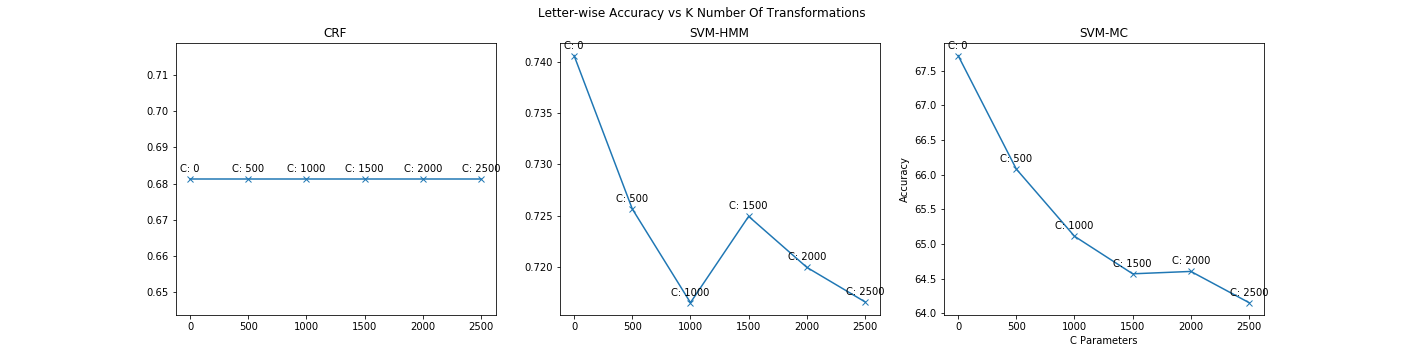 Letter-wise Accuracy vs K Number Of Transformations
CRF
0.71
0.70
0.69
0.68
0.67
0.66
0.65
C: 0
C: 500
C: 1000
C: 1500
C: 2000
C: 2500
0
500
1000
1500
2000
2500
SVM-HMM
0.740
0.735
0.730
0.725
0.720
C: 0
C: 500
C: 1000
C: 1500
C: 2000
C: 2500
0
500
1000
1500
2000
2500
SVM-MC
Accuracy
67.5
67.0
66.5
66.0
65.5
65.0
64.5
64.0
C: 0
C: 500
C: 1000
C: 1500
C: 2000
C: 2500
0
500
1000
1500
2000
2500
C Parameters